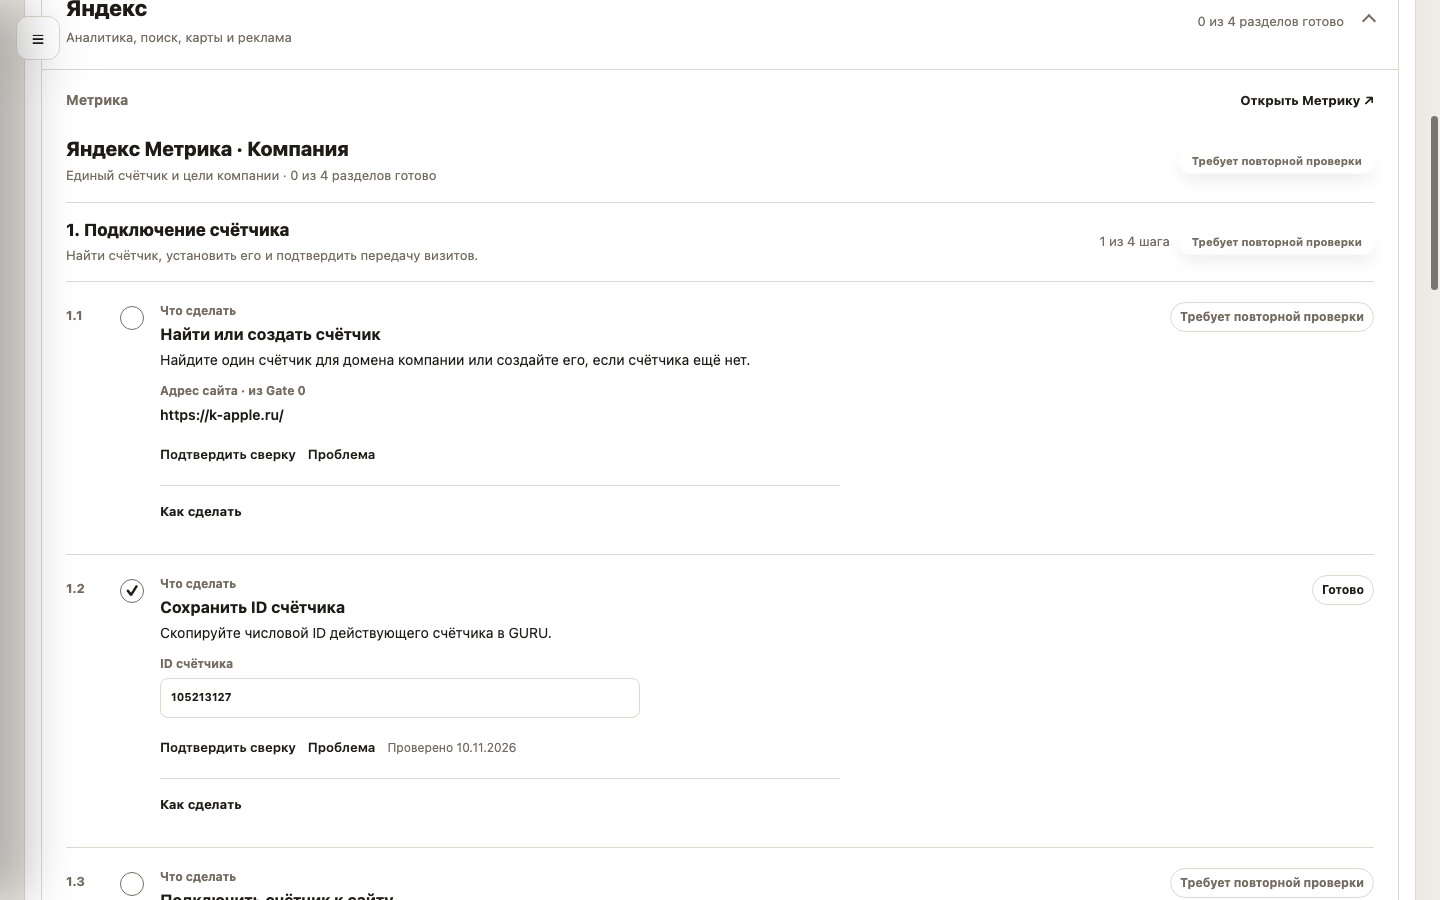 Яндекс
Аналитика, поиск, карты и реклама
0 из 4 разделов готово
Метрика
Открыть Метрику ↗
Яндекс Метрика · Компания
Единый счётчик и цели компании · 0 из 4 разделов готово
Требует повторной проверки
1. Подключение счётчика
Найти счётчик, установить его и подтвердить передачу визитов.
1 из 4 шага
Требует повторной проверки
1.1
Что сделать
Найти или создать счётчик
Найдите один счётчик для домена компании или создайте его, если счётчика ещё нет.
Требует повторной проверки
Адрес сайта · из Gate 0
https://k-apple.ru/
Подтвердить сверку Проблема
Как сделать
1.2
Что сделать
Сохранить ID счётчика
Скопируйте числовой ID действующего счётчика в GURU.
Готово
ID счётчика
105213127
Подтвердить сверку Проблема Проверено 10.11.2026
Как сделать
1.3
Что сделать
Подключить счётчик к сайту
Требует повторной проверки